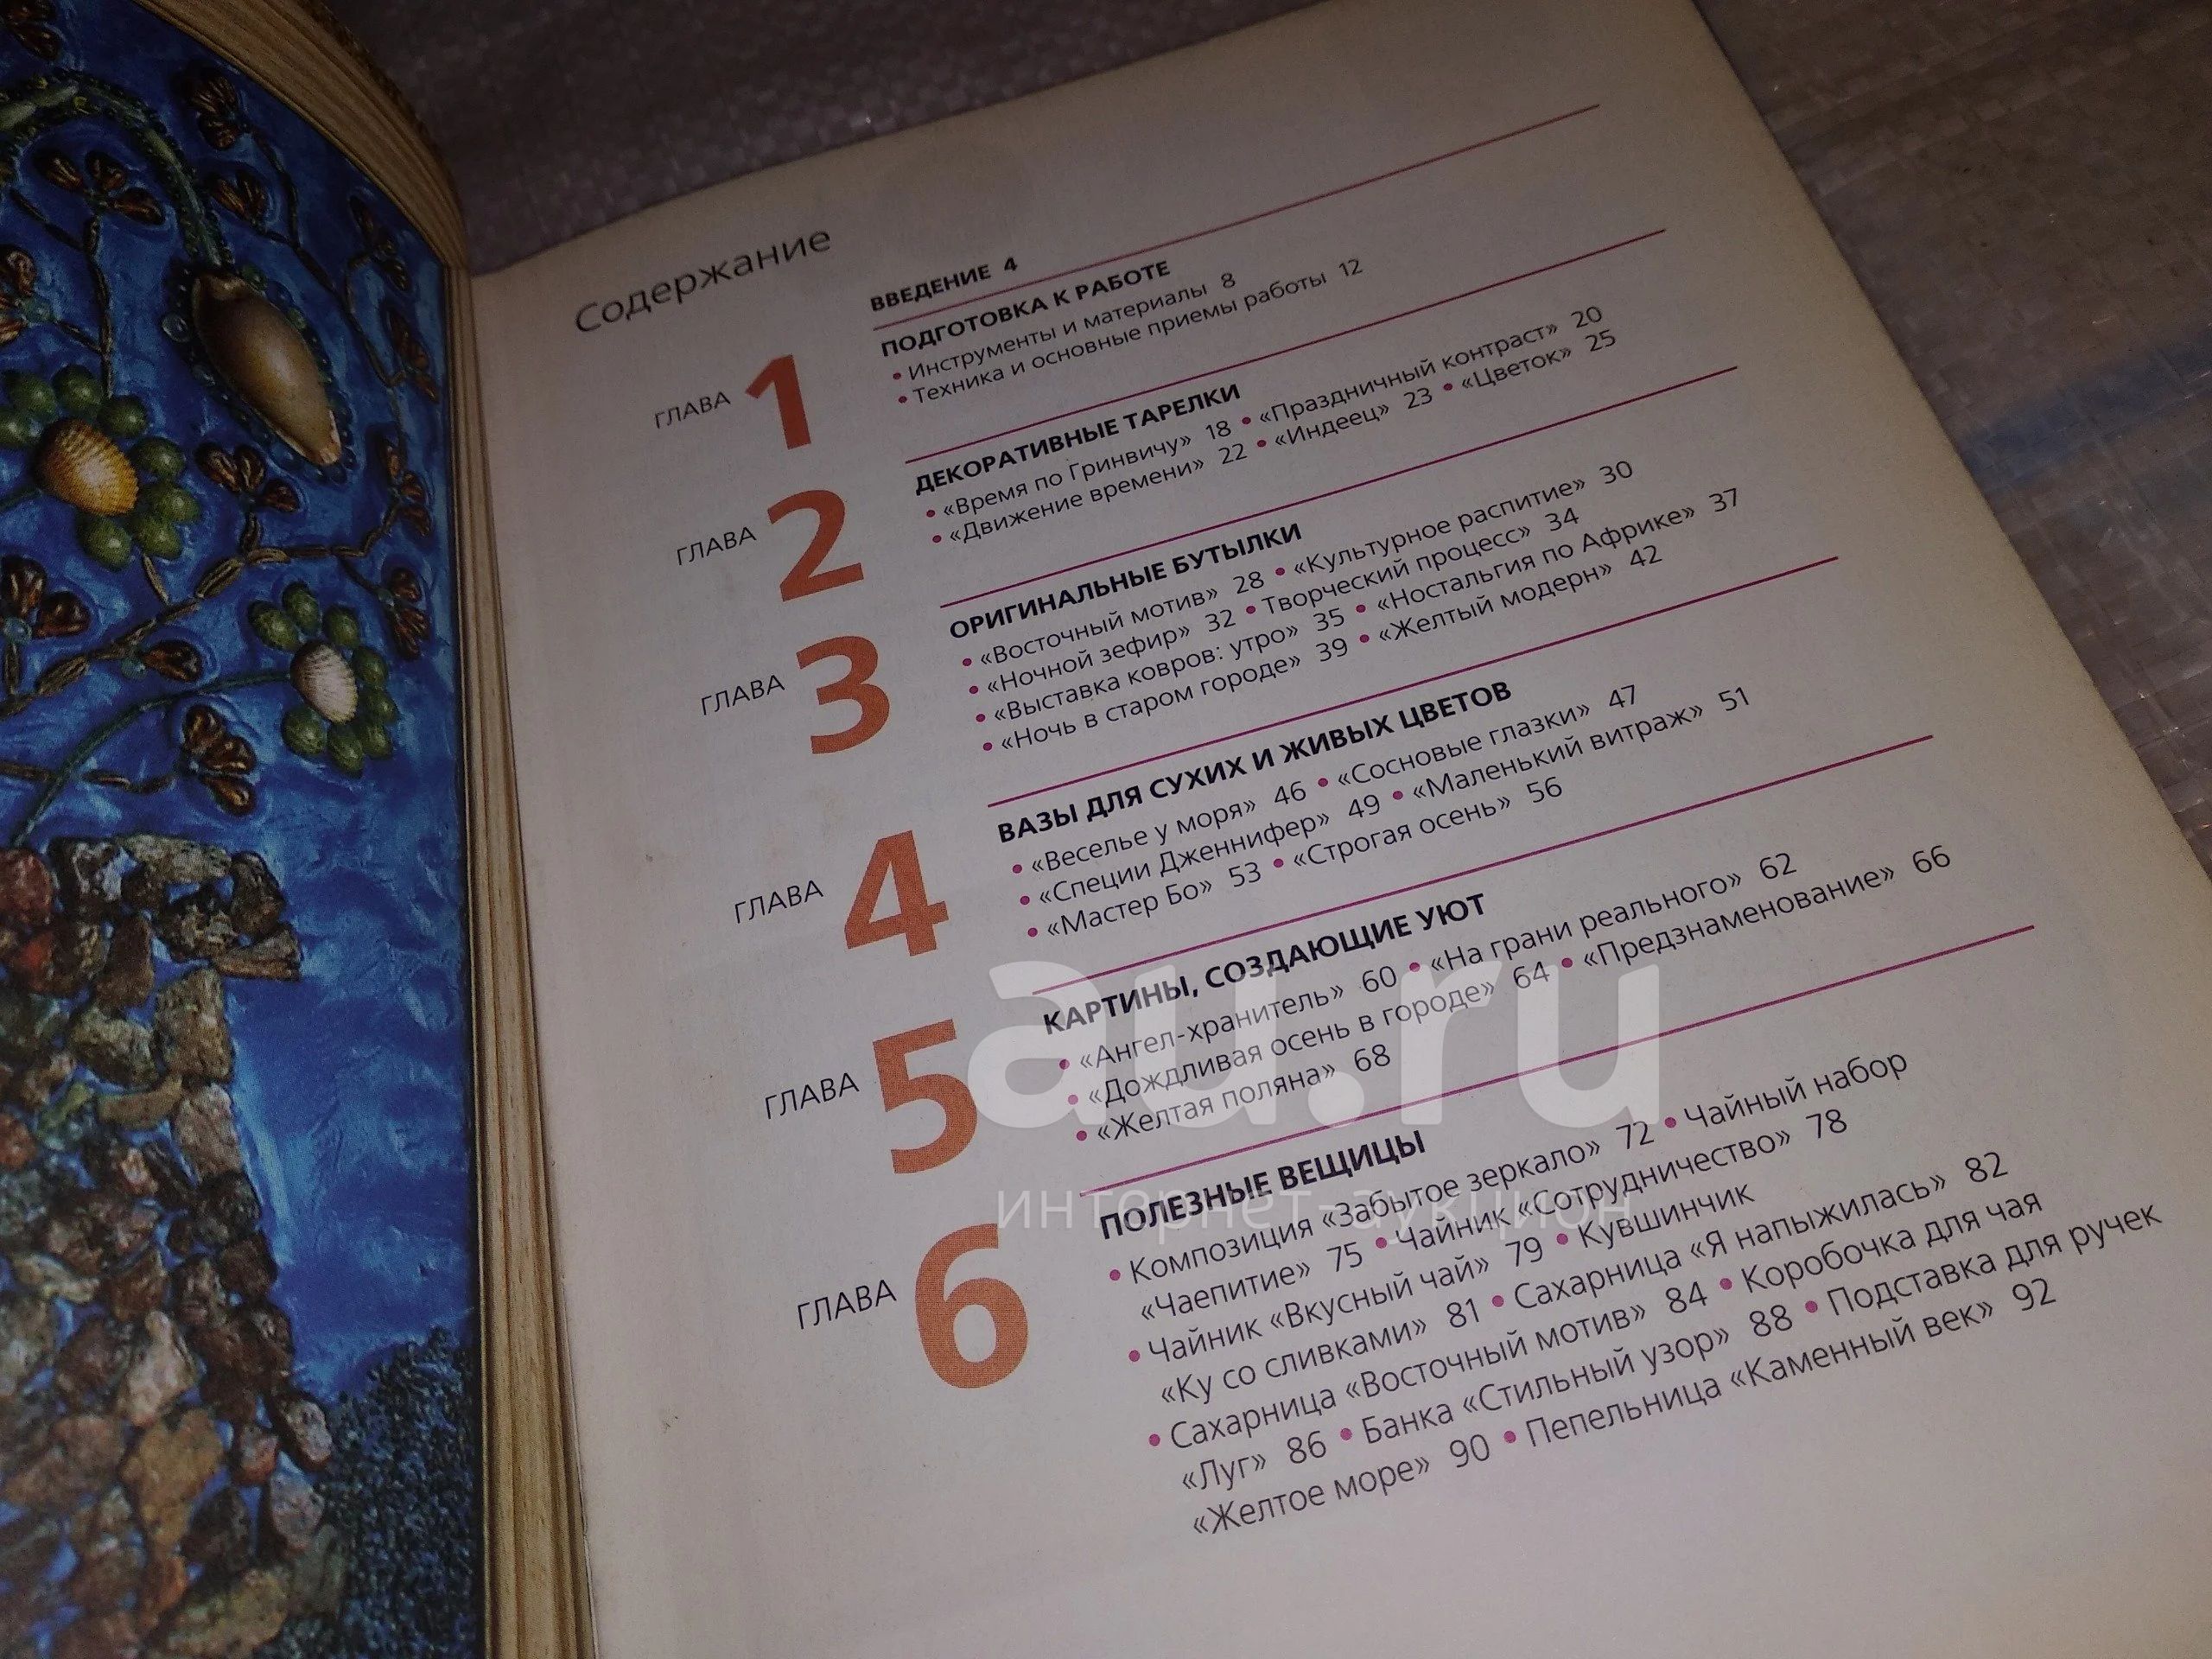 Содержание
ВВЕДЕНИЕ 4
ГЛАВА 1
ПОДГОТОВКА К РАБОТЕ
• Инструменты и материалы 8
• Техника и основные приемы работы 12
ГЛАВА 2
ДЕКОРАТИВНЫЕ ТАРЕЛКИ
• «Время по Гринвичу» 18 • «Праздничный контраст» 20
• «Движение времени» 22 • «Индеец» 23 • «Цветок» 25
ГЛАВА 3
ОРИГИНАЛЬНЫЕ БУТЫЛКИ
• «Восточный мотив» 28 • «Культурное распитие» 30
• «Ночной зефир» 32 • Творческий процесс» 34
• «Выставка ковров: утро» 35 • «Ностальгия по Африке» 37
• «Ночь в старом городе» 39 • «Желтый модерн» 42
ГЛАВА 4
ВАЗЫ ДЛЯ СУХИХ И ЖИВЫХ ЦВЕТОВ
• «Веселье у моря» 46 • «Сосновые глазки» 47
• «Специи Дженнифер» 49 • «Маленький витраж» 51
• «Мастер Бо» 53 • «Строгая осень» 56
ГЛАВА 5
КАРТИНЫ, СОЗДАЮЩИЕ УЮТ
• «Ангел-хранитель» 60 • «На грани реального» 62
• «Дождливая осень в городе» 64 • «Предзнаменование» 66
• «Желтая поляна» 68
ГЛАВА 6
ПОЛЕЗНЫЕ ВЕЩИЦЫ
• Композиция «Забытое зеркало» 72 • Чайный набор
«Чаепитие» 75 • Чайник «Сотрудничество» 78
• Чайник «Вкусный чай» 79 • Кувшинчик
«Ку со сливками» 81 • Сахарница «Я напыжилась» 82
• Сахарница «Восточный мотив» 84 • Коробочка для чая
«Луг» 86 • Банка «Стильный узор» 88 • Подставка для ручек
«Желтое море» 90 • Пепельница «Каменный век» 92
au.ru
интернет-аукцион